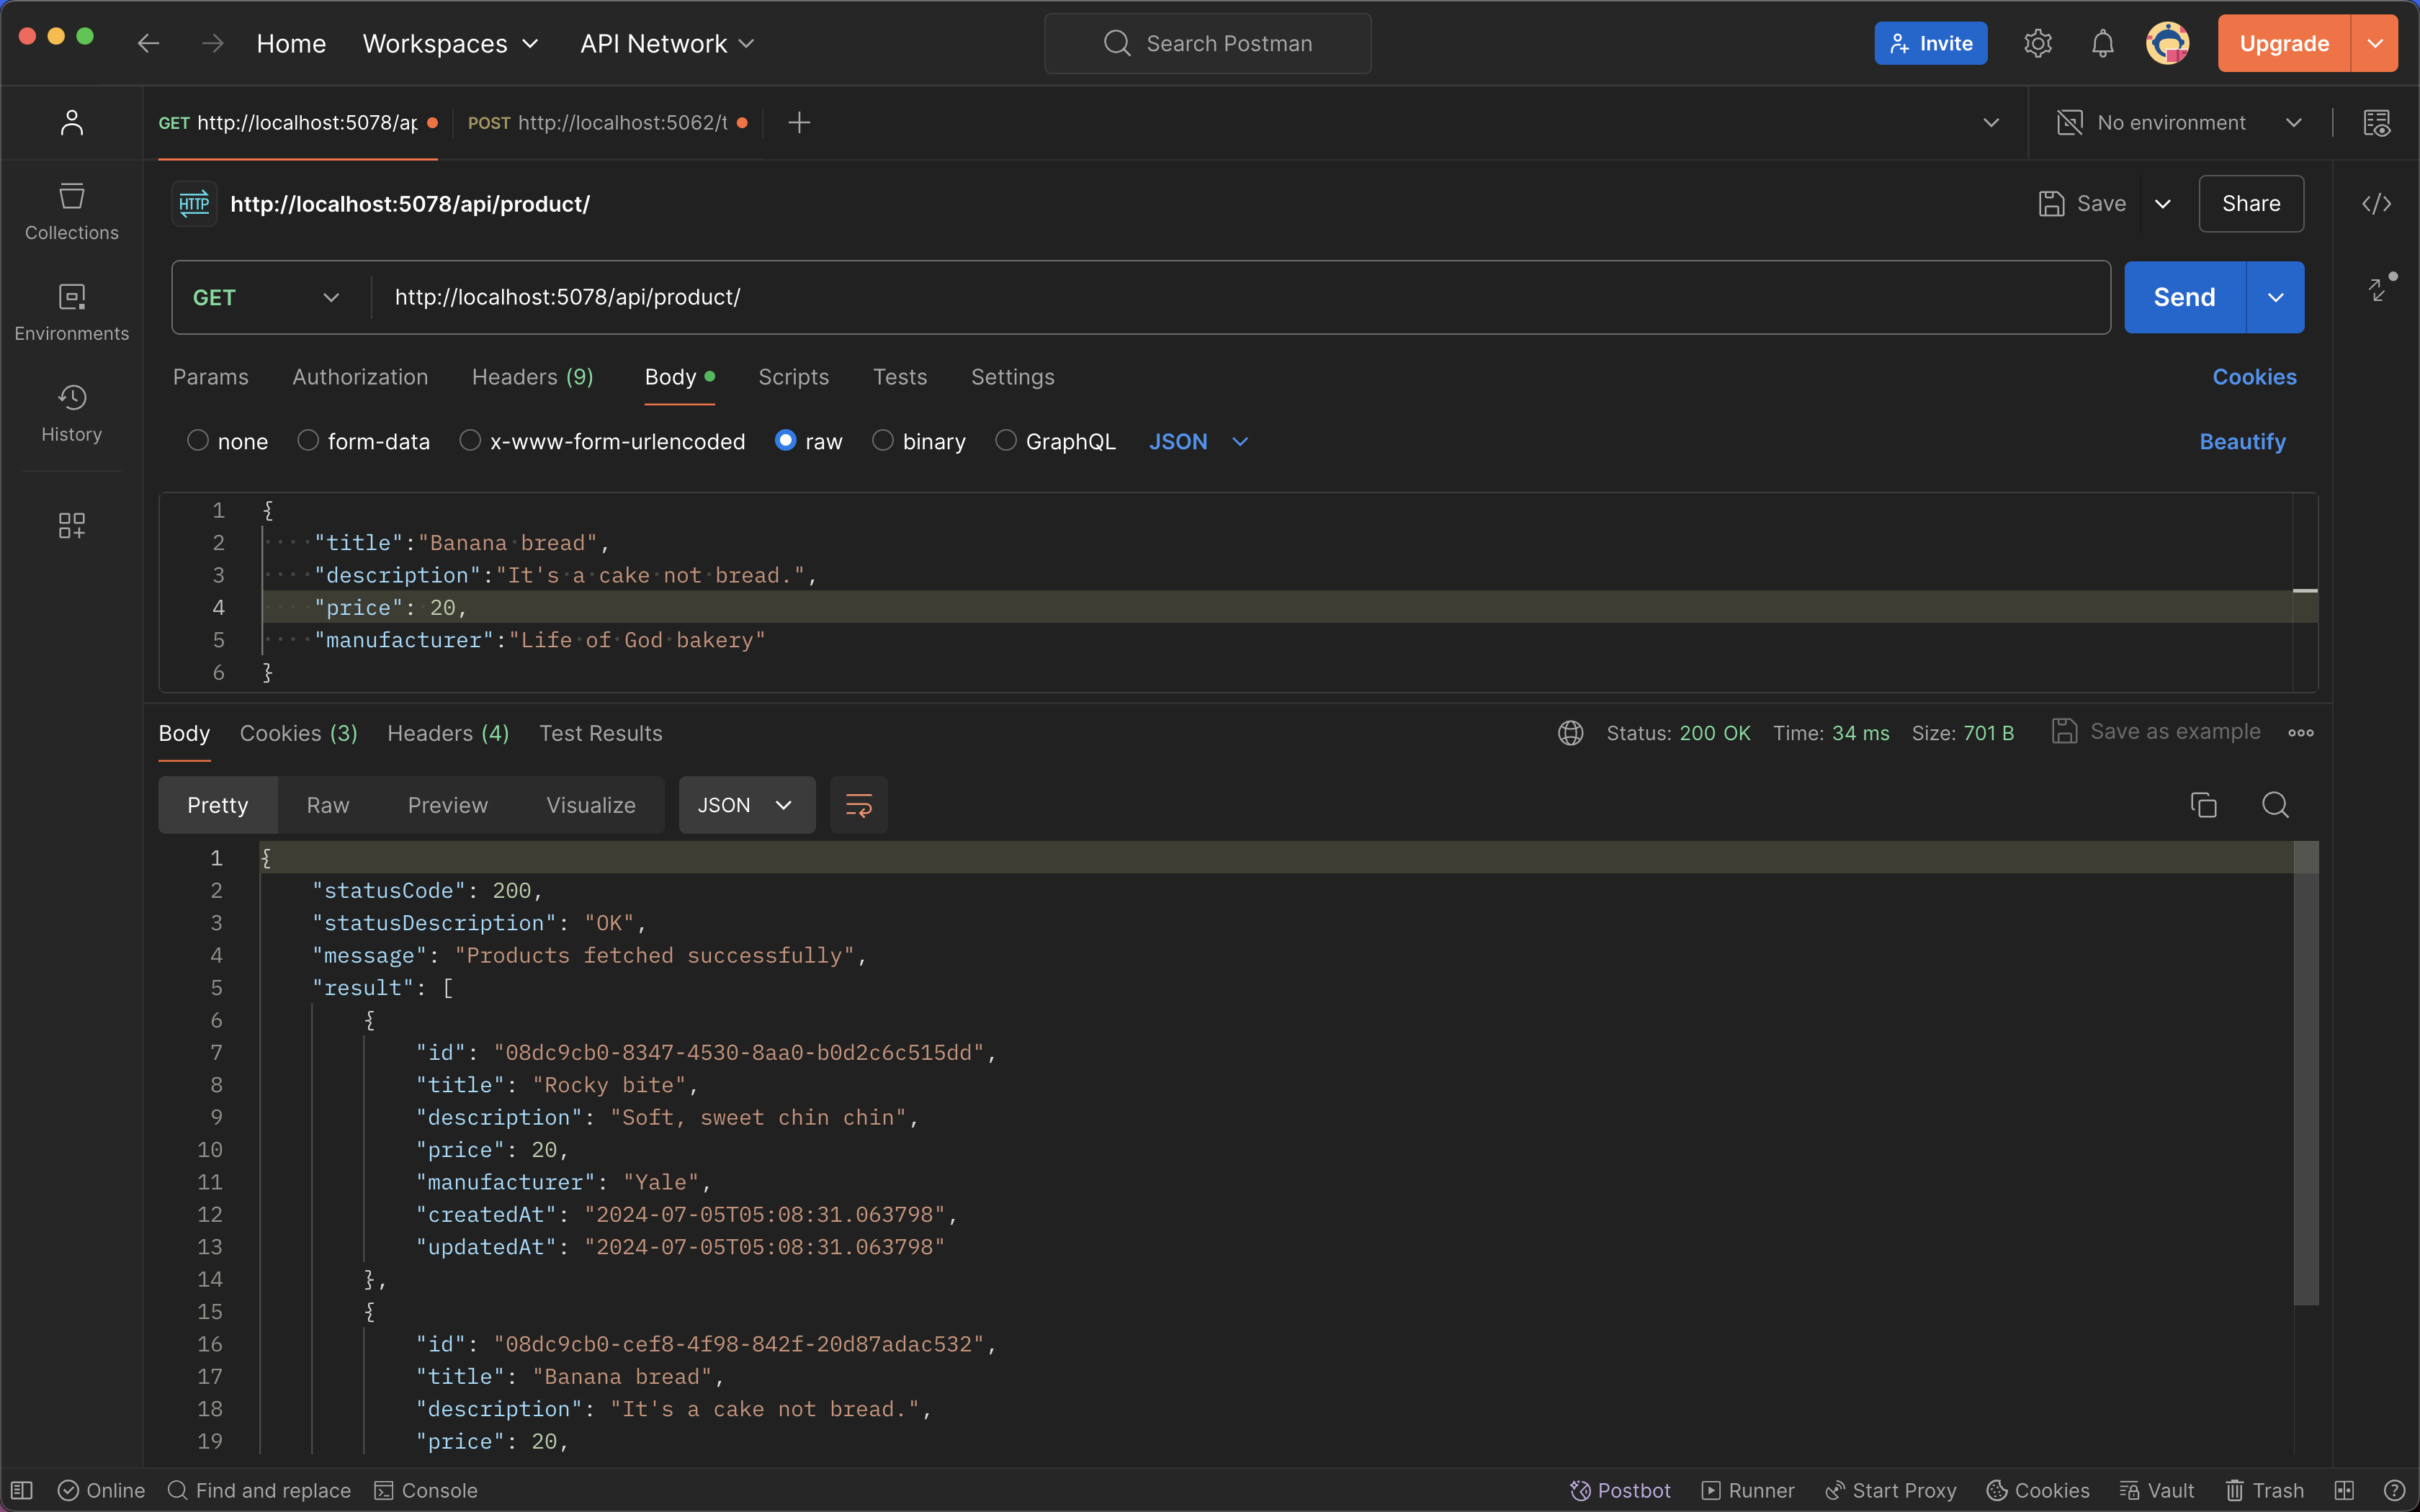 Home Workspaces API Network Search Postman Invite Upgrade
GET http://localhost:5078/ap POST http://localhost:5062/t No environment
HTTP http://localhost:5078/api/product/ Save Share
Collections
GET http://localhost:5078/api/product/ Send
Environments
Params Authorization Headers (9) Body Scripts Tests Settings Cookies
History
none form-data x-www-form-urlencoded raw binary GraphQL JSON Beautify
1 {
2 "title":"Banana bread",
3 "description":"It's a cake not bread.",
4 "price": 20,
5 "manufacturer":"Life of God bakery"
6 }
Body Cookies (3) Headers (4) Test Results Status: 200 OK Time: 34 ms Size: 701 B Save as example
Pretty Raw Preview Visualize JSON
1 {
2 "statusCode": 200,
3 "statusDescription": "OK",
4 "message": "Products fetched successfully",
5 "result": [
6 {
7 "id": "08dc9cb0-8347-4530-8aa0-b0d2c6c515dd",
8 "title": "Rocky bite",
9 "description": "Soft, sweet chin chin",
10 "price": 20,
11 "manufacturer": "Yale",
12 "createdAt": "2024-07-05T05:08:31.063798",
13 "updatedAt": "2024-07-05T05:08:31.063798"
14 },
15 {
16 "id": "08dc9cb0-cef8-4f98-842f-20d87adac532",
17 "title": "Banana bread",
18 "description": "It's a cake not bread.",
19 "price": 20,
Online Find and replace Console Postbot Runner Start Proxy Cookies Vault Trash